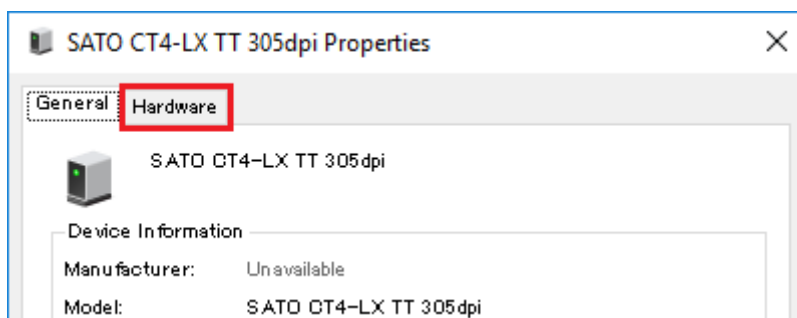 SATO CT4-LX TT 305dpi Properties
General Hardware
SATO CT4-LX TT 305dpi
Device Information
Manufacturer: Unavailable
Model: SATO CT4-LX TT 305dpi